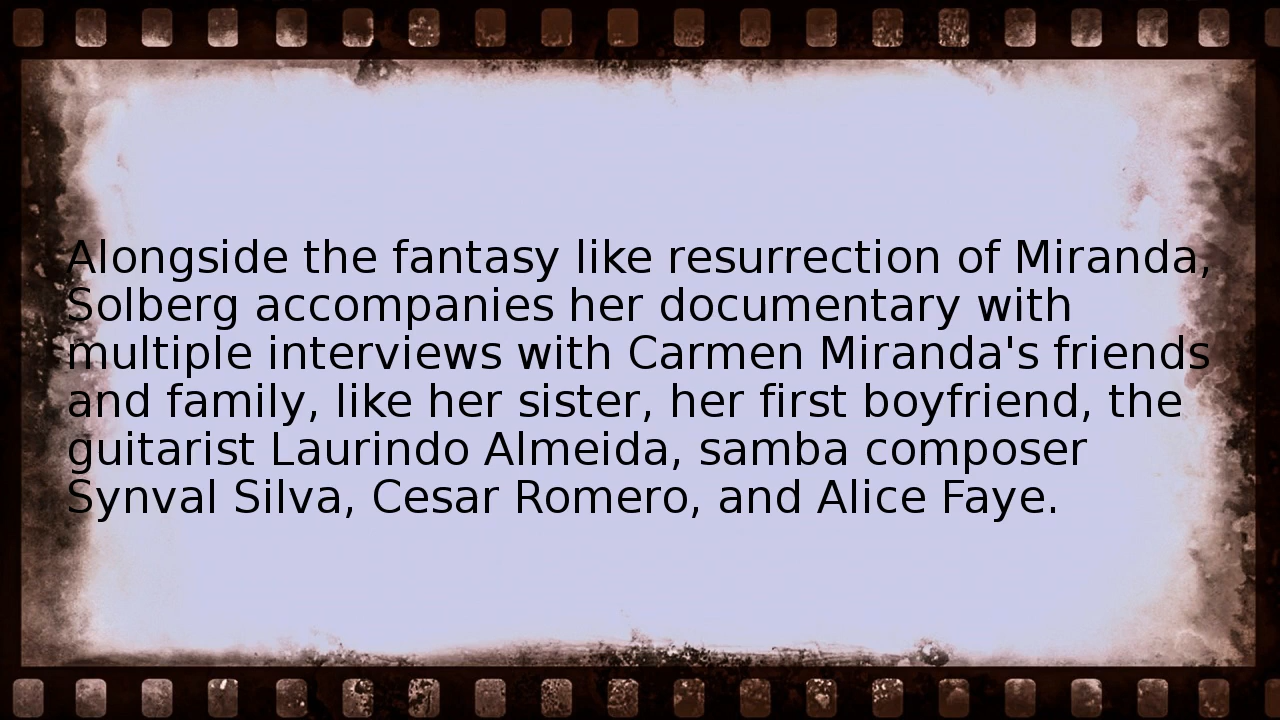 Alongside the fantasy like resurrection of Miranda,
Solberg accompanies her documentary with
multiple interviews with Carmen Miranda's friends
and family, like her sister, her first boyfriend, the
guitarist Laurindo Almeida, samba composer
Synval Silva, Cesar Romero, and Alice Faye.